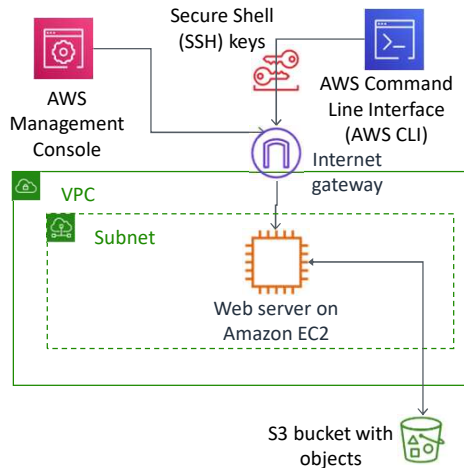 Secure Shell
(SSH) keys
AWS
Management
Console
AWS Command
Line Interface
(AWS CLI)
Internet
gateway
VPC
Subnet
Web server on
Amazon EC2
S3 bucket with
objects